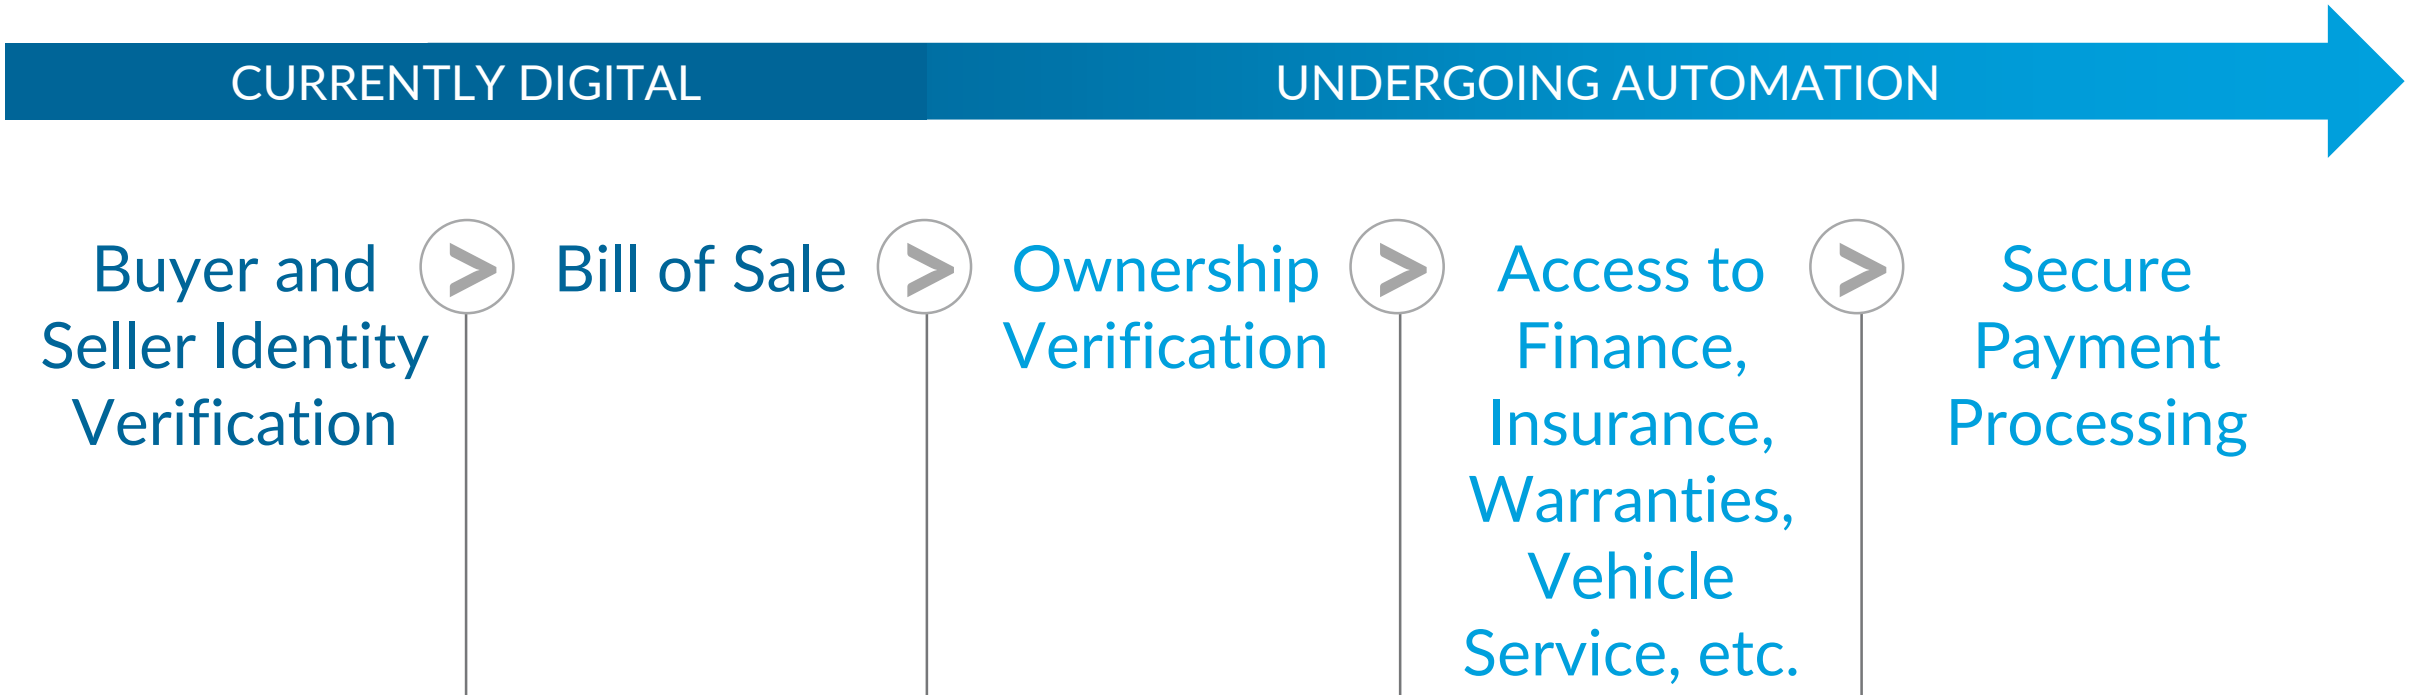 CURRENTLY DIGITAL
UNDERGOING AUTOMATION
Buyer and
Seller Identity
Verification
>
Bill of Sale
>
Ownership
Verification
>
Access to
Finance,
Insurance,
Warranties,
Vehicle
Service, etc.
>
Secure
Payment
Processing